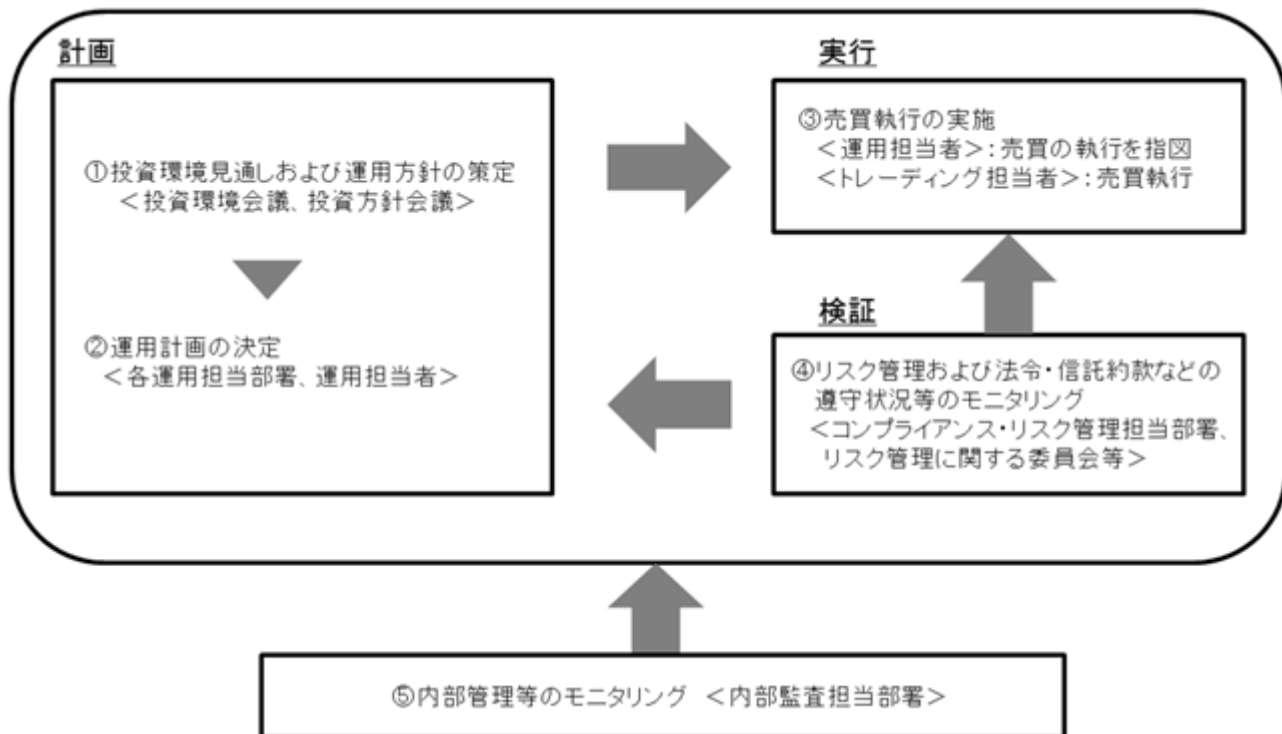 計画
①投資環境見通しおよび運用方針の策定
＜投資環境会議、投資方針会議＞
②運用計画の決定
＜各運用担当部署、運用担当者＞
実行
③売買執行の実施
＜運用担当者＞：売買の執行を指図
＜トレーディング担当者＞：売買執行
検証
④リスク管理および法令・信託約款などの
遵守状況等のモニタリング
＜コンプライアンス・リスク管理担当部署、
リスク管理に関する委員会等＞
⑤内部管理等のモニタリング ＜内部監査担当部署＞